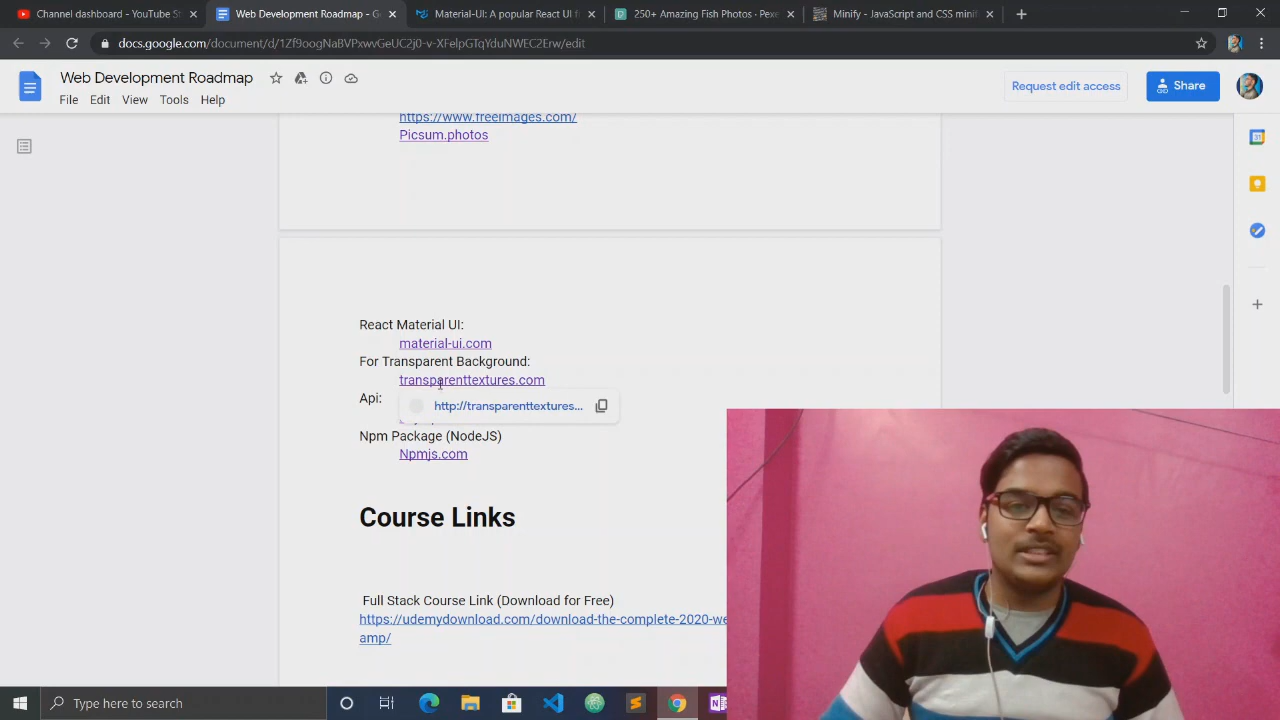 Channel dashboard - YouTube St
Web Development Roadmap - G
Material-UI: A popular React UI f
250+ Amazing Fish Photos · Pexe
Minify - JavaScript and CSS mini
docs.google.com/document/d/1Zf9oogNaBVPxwvGeUC2j0-v-XFelpGTqYduNWEC2Erw/edit
Web Development Roadmap
File Edit View Tools Help
Request edit access
Share
https://www.freeimages.com/
Picsum.photos
React Material UI:
material-ui.com
For Transparent Background:
transparenttextures.com
Api:
http://transparenttextures...
Npm Package (NodeJS)
Npmjs.com
Course Links
Full Stack Course Link (Download for Free)
https://udemydownload.com/download-the-complete-2020-we
amp/
Type here to search